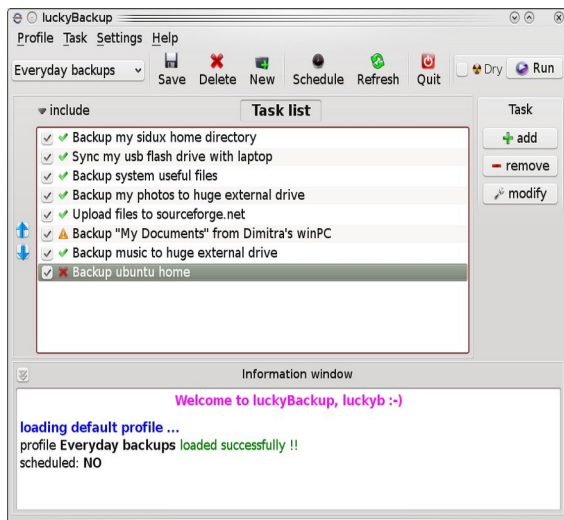 luckyBackup
Profile Task Settings Help
Everyday backups Save Delete New Schedule Refresh Quit Dry Run
include Task list Task
Backup my sidux home directory
Sync my usb flash drive with laptop
Backup system useful files
Backup my photos to huge external drive
Upload files to sourceforge.net
Backup "My Documents" from Dimitra's winPC
Backup music to huge external drive
Backup ubuntu home
add
remove
modify
Information window
Welcome to luckyBackup, luckyb :-)
loading default profile ...
profile Everyday backups loaded successfully !!
scheduled: NO